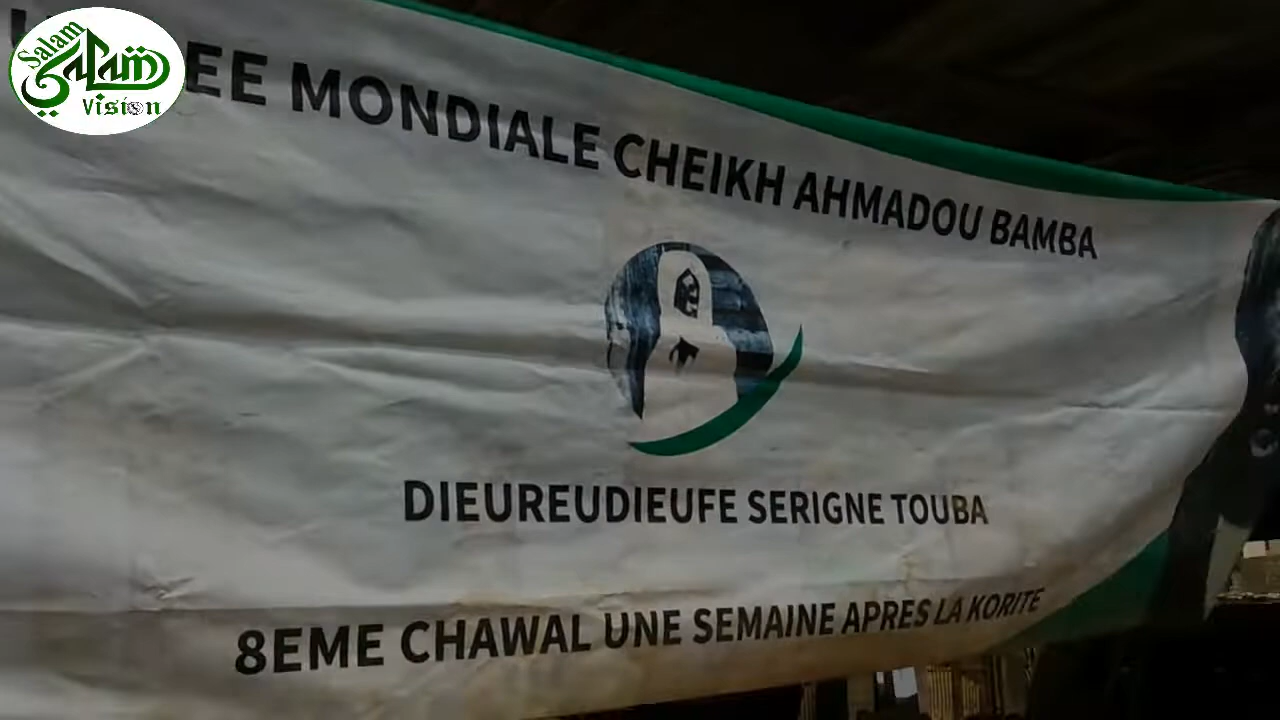 Salam
Vision
EE MONDIALE CHEIKH AHMADOU BAMBA
DIEUREUDIEUFE SERIGNE TOUBA
8EME CHAWAL UNE SEMAINE APRES LA KORITE